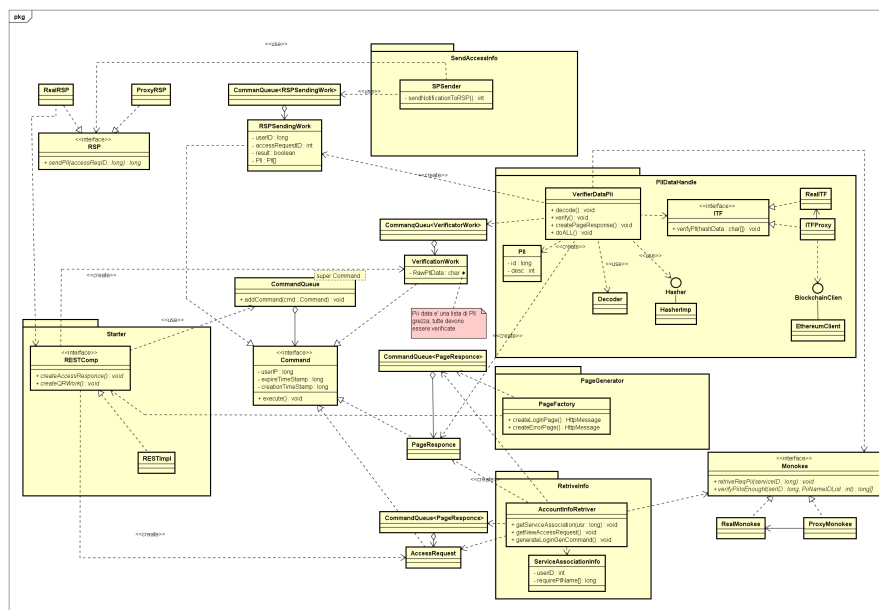 pkg
<<use>>
SendAccessInfo
SPSender
- sendNotificationToRSP() : int
<<use>>
RealRSP
ProxyRSP
CommanQueue<RSPSendingWork>
<<interface>>
RSP
+ sendPII(accessReqID : long) : long
RSPSendingWork
- userID : long
- accessRequestID : int
- result : boolean
- PII : PII[]
<<create>>
PIIDataHandle
VerifierDataPii
+ decode() : void
+ verify() : void
+ createPageResponse() : void
+ doALL() : void
<<interface>>
ITF
+ verifyPII(hashData : char[]) : void
RealITF
ITFProxy
CommanqQueu<VerificatorWork>
PII
- id : long
- desc : int
<<create>>
<<use>>
<<use>>
VerificationWork
- RawPIIData : char
Hasher
HasherImp
Decoder
BlockchainClien
EthereumClient
<<create>>
super Command
CommandQueue
+ addCommand(cmd : Command) : void
Pii data e' una lista di PII
grezza, tutte devono
essere verificate
<<use>>
<<create>>
Starter
<<interface>>
RESTComp
+ createAccessResponce() : void
+ createQRWork() : void
RESTImpl
<<interface>>
Command
- userIP : long
- expireTimeStamp : long
- creationTimeStamp : long
+ execute() : void
CommandQueue<PageResponce>
PageGenerator
PageFactory
+ createLogInPage() : HttpMessage
+ createErrorPage() : HttpMessage
PageResponce
<<interface>>
Monokee
+ retriveReqPii(serviceID : long) : void
+ verifyPiiIsEnought(serID : long, PiiNameIDList : int) : long[]
RealMonokee
ProxyMonokee
<<create>>
RetriveInfo
AccountInfoRetriver
+ getServiceAssociation(usr : long) : void
+ getNewAccessRequest() : void
+ generateLoginGenCommand() : void
CommandQueue<PageResponce>
<<create>>
AccessRequest
ServiceAssociationInfo
- userID : int
- requirePIIName[] : long